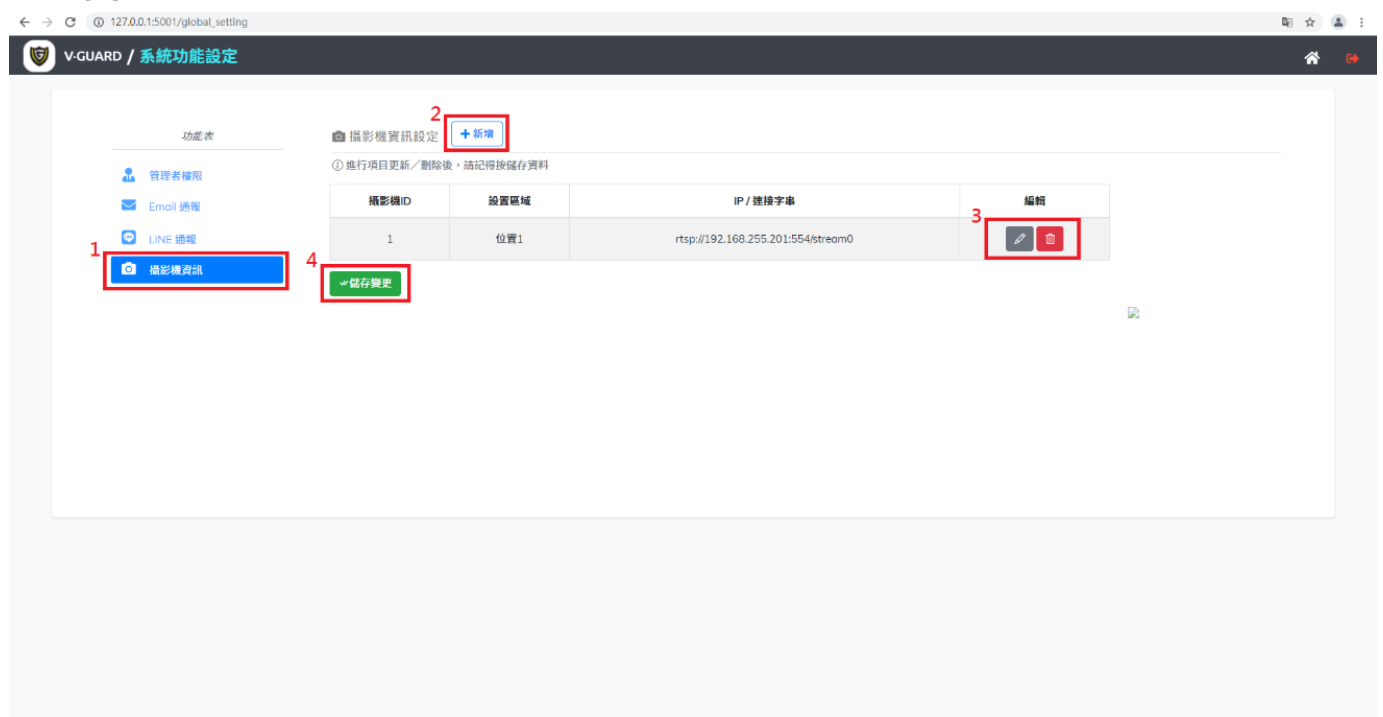 127.0.0.1:5001/global_setting
V-GUARD / 系統功能設定
功能表
管理者權限
Email 通報
LINE 通報
1
攝影機資訊
2
攝影機資訊設定 +新增
ⓘ 進行項目更新／刪除後，請記得按儲存資料
攝影機ID 設置區域 IP / 連接字串 編輯
3
1 位置1 rtsp://192.168.255.201:554/stream0
4
儲存變更